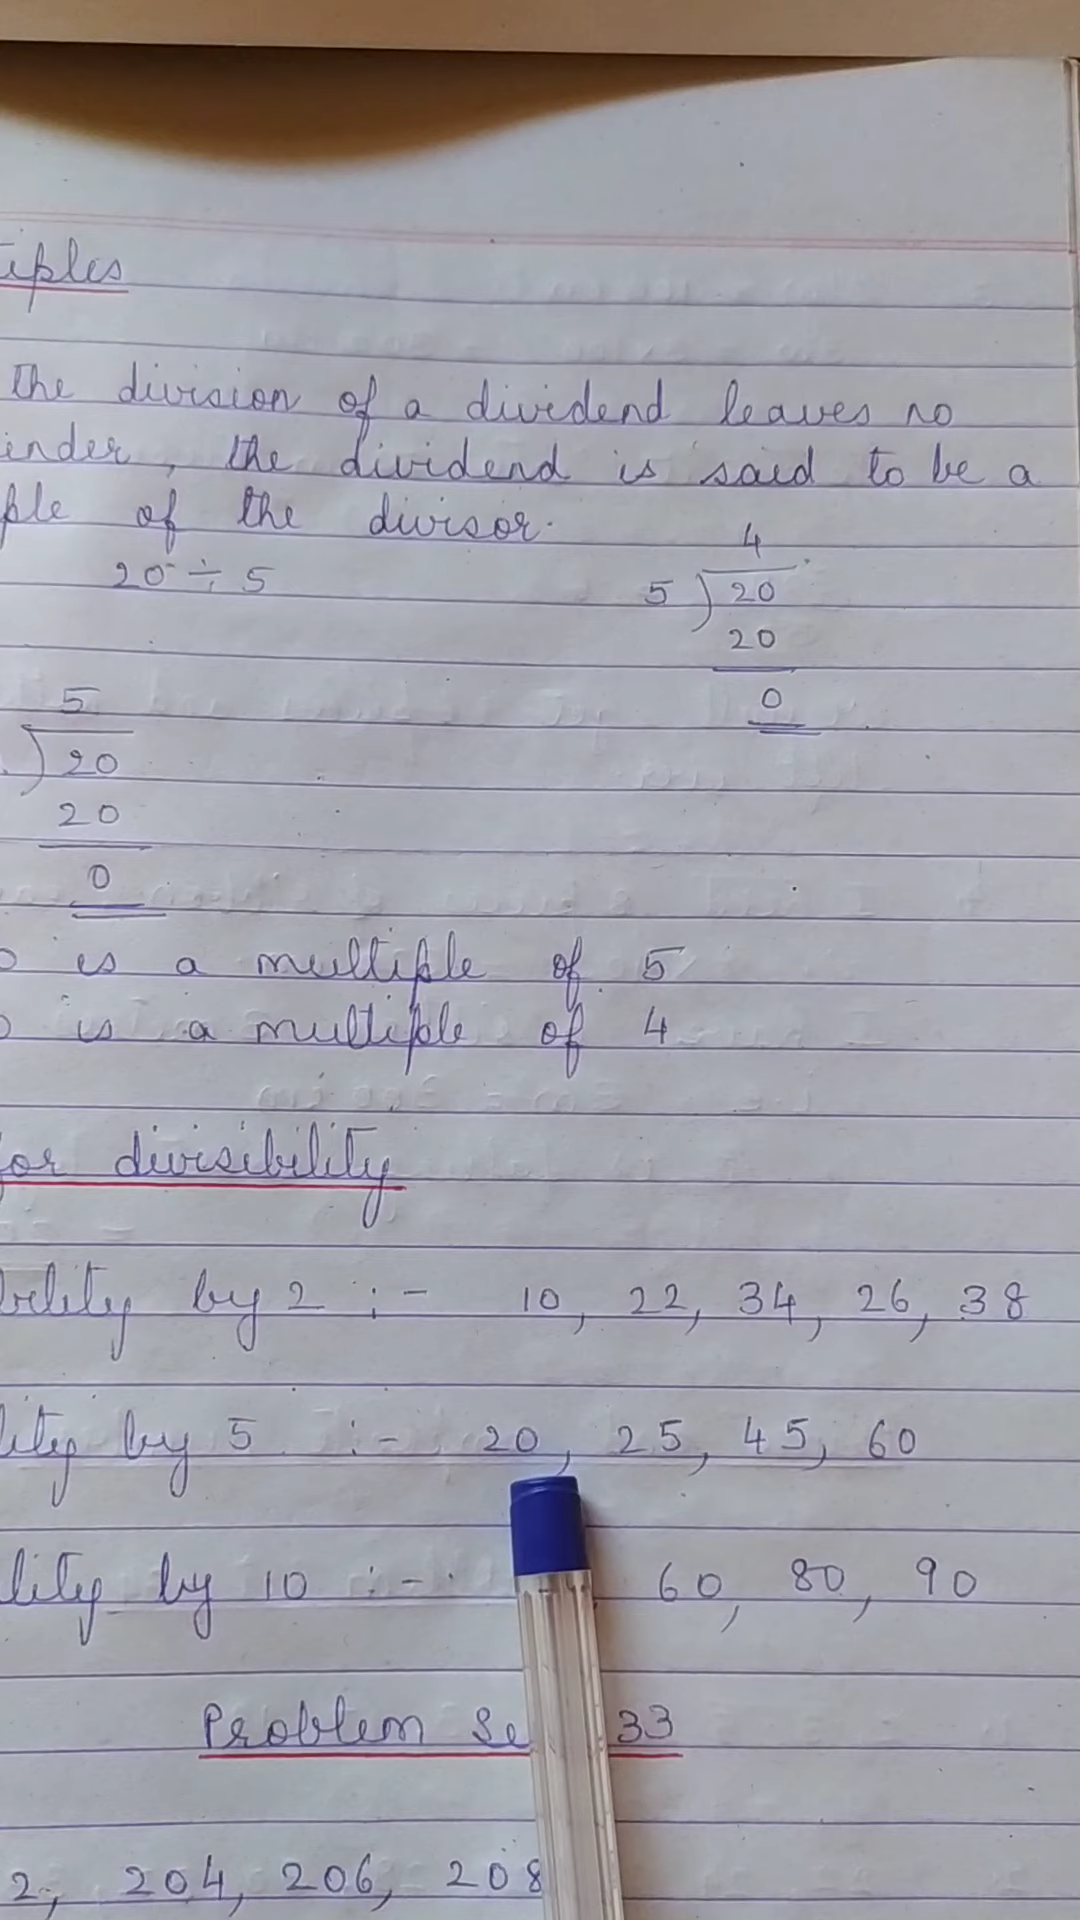 iples
The division of a dividend leaves no
inder, the dividend is said to be a
ple of the divisor.
20 ÷ 5
4
5 ) 20
20
0
5
) 20
20
0
is a multiple of 5
is a multiple of 4
for divisibility
bility by 2 :- 10, 22, 34, 26, 38
lity by 5 :- 20, 25, 45, 60
lity by 10 :- 60, 80, 90
Problem Se 33
2, 204, 206, 208